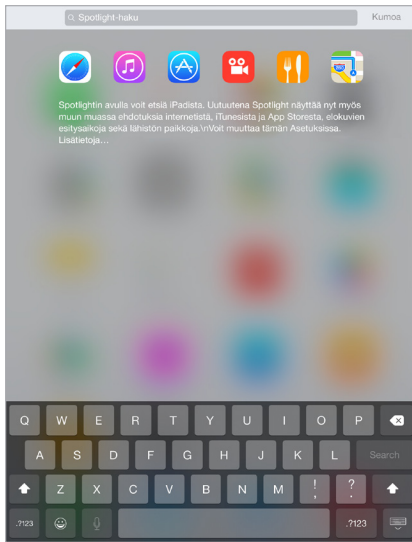 Spotlight-haku
Kumoa
Spotlightin avulla voit etsiä iPadista. Uutuutena Spotlight näyttää nyt myös
muun muassa ehdotuksia internetistä, iTunesista ja App Storesta, elokuvien
esitysaikoja sekä lähistön paikkoja.\nVoit muuttaa tämän Asetuksissa.
Lisätietoja...
Q W E R T Y U I O P
A S D F G H J K L Search
Z X C V B N M ! , ? .
.?123 .?123